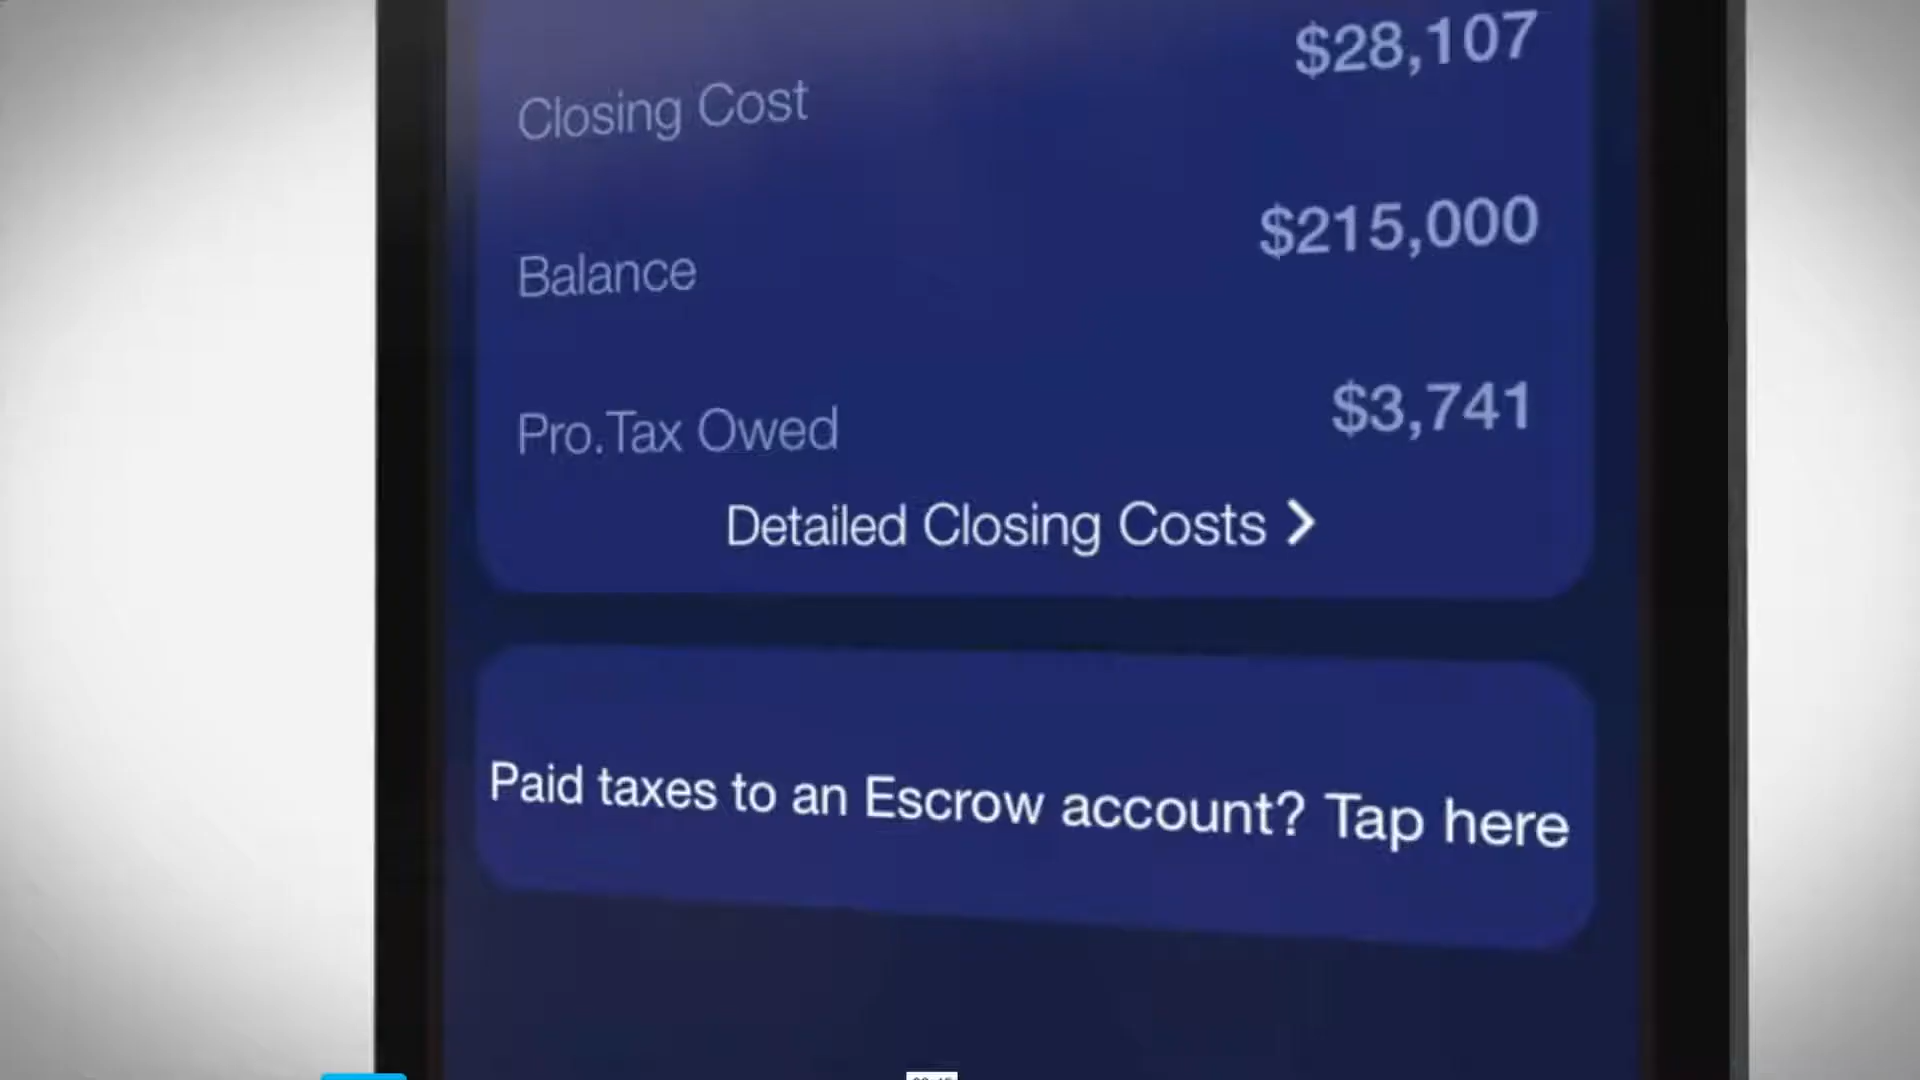 Closing Cost $28,107
Balance $215,000
Pro.Tax Owed $3,741
Detailed Closing Costs >
Paid taxes to an Escrow account? Tap here